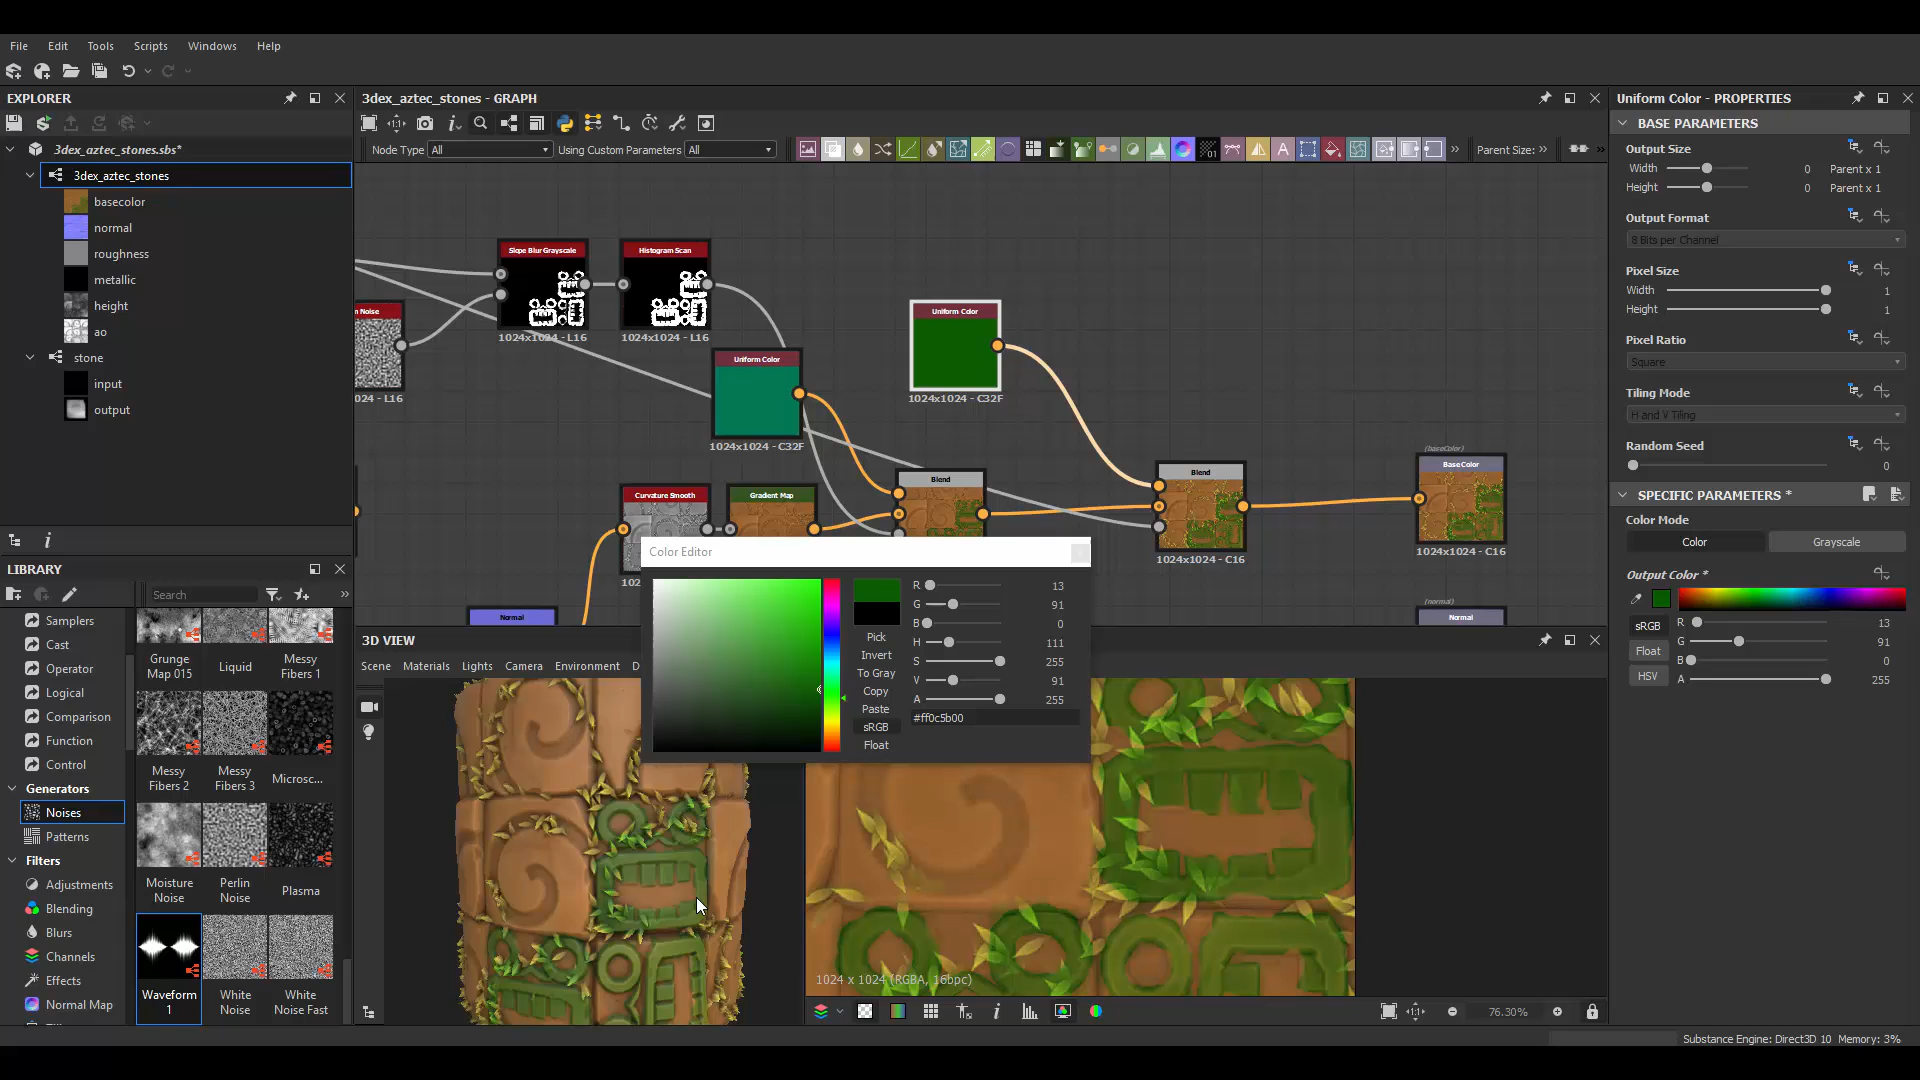 File Edit Tools Scripts Windows Help
EXPLORER
3dex_aztec_stones.sbs*
3dex_aztec_stones
basecolor
normal
roughness
metallic
height
ao
stone
input
output
LIBRARY
Search
Samplers
Cast
Operator
Logical
Comparison
Function
Control
Generators
Noises
Patterns
Filters
Adjustments
Blending
Blurs
Channels
Effects
Normal Map
Grunge Map 015
Liquid
Messy Fibers 1
Messy Fibers 2
Messy Fibers 3
Microsc...
Moisture Noise
Perlin Noise
Plasma
Waveform 1
White Noise
White Noise Fast
3dex_aztec_stones - GRAPH
Node Type All Using Custom Parameters All Parent Size:
Slope Blur Grayscale
1024x1024 - L16
Histogram Scan
1024x1024 - L16
n Noise
024 - L16
Uniform Color
1024x1024 - C32F
Uniform Color
1024x1024 - C32F
Curvature Smooth
102
Gradient Map
Blend
Blend
1024x1024 - C16
(baseColor)
BaseColor
1024x1024 - C16
Normal
(normal)
Normal
Color Editor
Pick
Invert
To Gray
Copy
Paste
sRGB
Float
R 13
G 91
B 0
H 111
S 255
V 91
A 255
#ff0c5b00
3D VIEW
Scene Materials Lights Camera Environment D
1024 x 1024 (RGBA, 16bpc)
76.30%
Uniform Color - PROPERTIES
BASE PARAMETERS
Output Size
Width 0 Parent x 1
Height 0 Parent x 1
Output Format
8 Bits per Channel
Pixel Size
Width 1
Height 1
Pixel Ratio
Square
Tiling Mode
H and V Tiling
Random Seed
0
SPECIFIC PARAMETERS *
Color Mode
Color Grayscale
Output Color *
sRGB
Float
HSV
R 13
G 91
B 0
A 255
Substance Engine: Direct3D 10 Memory: 3%